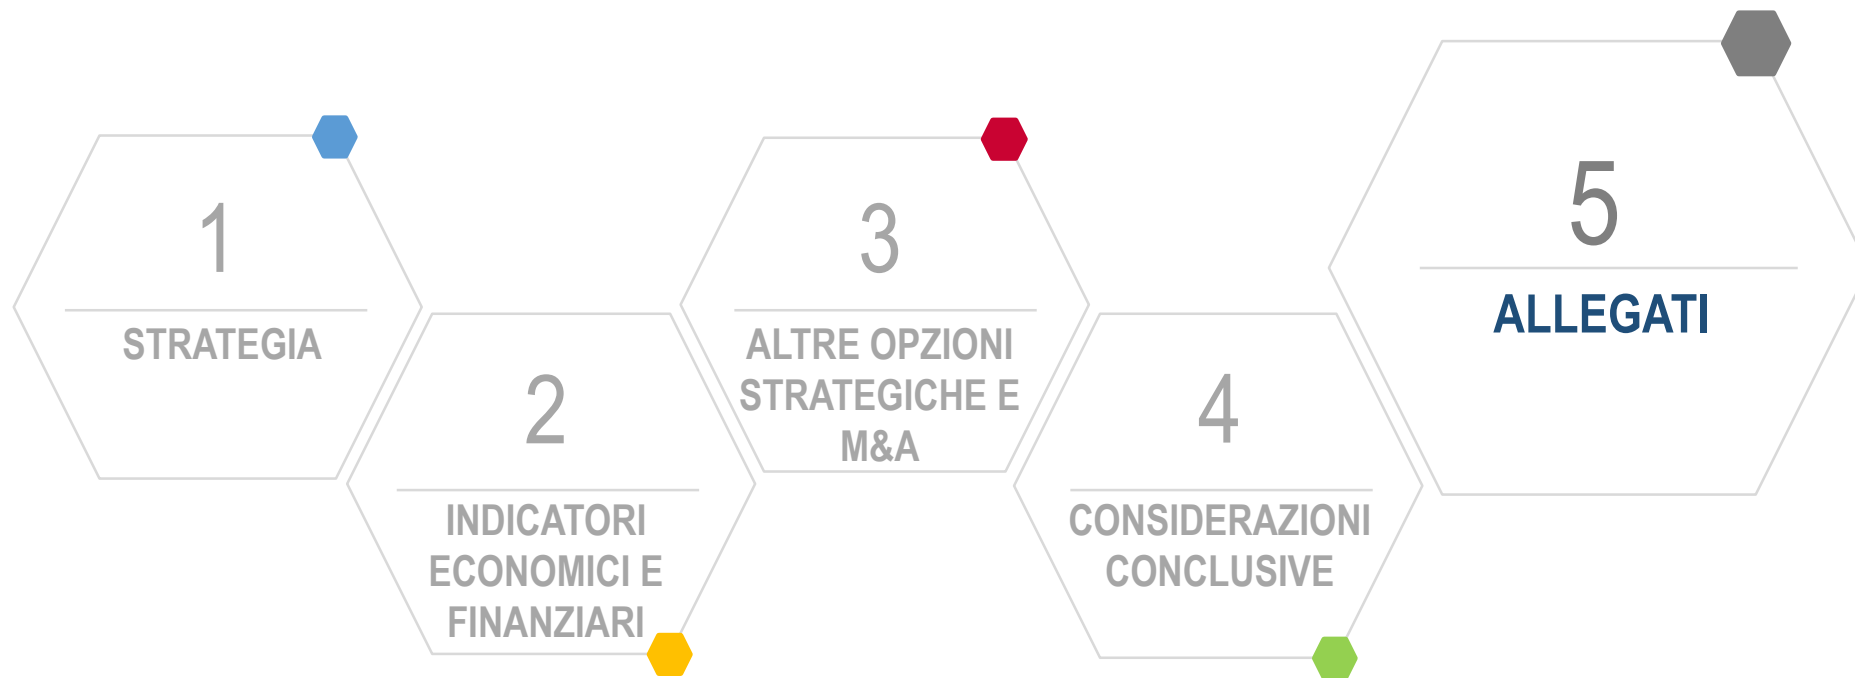 1
STRATEGIA
2
INDICATORI
ECONOMICI E
FINANZIARI
3
ALTRE OPZIONI
STRATEGICHE E
M&A
4
CONSIDERAZIONI
CONCLUSIVE
5
ALLEGATI